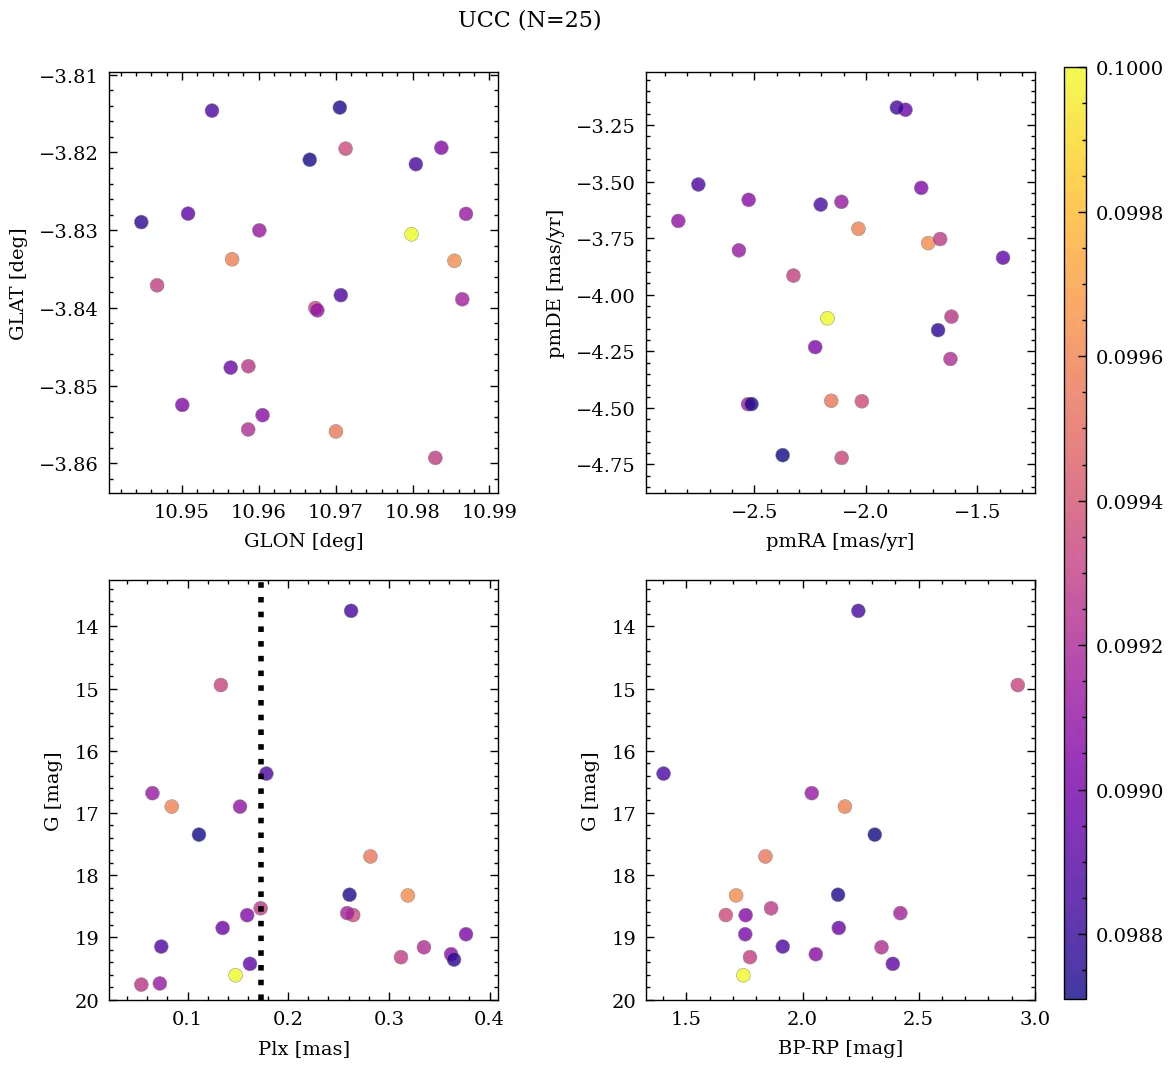 UCC (N=25)
−3.81
−3.82
−3.83
−3.84
−3.85
−3.86
GLAT [deg]
10.95 10.96 10.97 10.98 10.99
GLON [deg]
−3.25
−3.50
−3.75
−4.00
−4.25
−4.50
−4.75
pmDE [mas/yr]
−2.5 −2.0 −1.5
pmRA [mas/yr]
14
15
16
17
18
19
20
G [mag]
0.1 0.2 0.3 0.4
Plx [mas]
14
15
16
17
18
19
20
G [mag]
1.5 2.0 2.5 3.0
BP-RP [mag]
0.1000
0.0998
0.0996
0.0994
0.0992
0.0990
0.0988